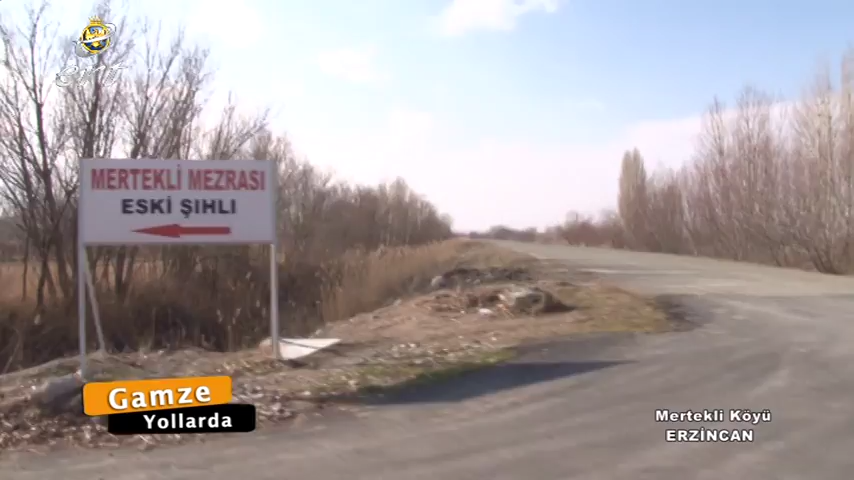 MERTEKLİ MEZRASI
ESKİ ŞIHLI
Gamze
Yollarda
Mertekli Köyü
ERZİNCAN